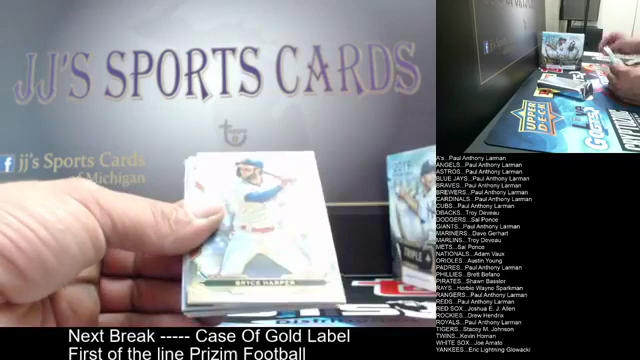 JJ'S SPORTS CARDS
jj's Sports Cards
of Michigan
BRYCE HARPER
TRIPLE
UPPER DECK
Next Break ----- Case Of Gold Label
First of the line Prizim Football
A's...Paul Anthony Larman
ANGELS...Paul Anthony Larman
ASTROS...Paul Anthony Larman
BLUE JAYS...Paul Anthony Larman
BRAVES...Paul Anthony Larman
BREWERS...Paul Anthony Larman
CARDINALS...Paul Anthony Larman
CUBS...Paul Anthony Larman
DBACKS...Troy Deveau
DODGERS...Sal Ponce
GIANTS...Paul Anthony Larman
MARINERS...Dave Gerhart
MARLINS...Troy Deveau
METS...Sal Ponce
NATIONALS...Adam Vaux
ORIOLES...Austin Young
PADRES...Paul Anthony Larman
PHILLIES...Brett Befano
PIRATES...Shawn Bassler
RAYS...Herbie Wayne Sparkman
RANGERS...Paul Anthony Larman
REDS...Paul Anthony Larman
RED SOX...Joshua E. J. Allen
ROCKIES...Drew Hendrix
ROYALS...Paul Anthony Larman
TIGERS...Stacey M. Johnson
TWINS...Kevin Homan
WHITE SOX...Joe Amato
YANKEES...Eric Lightning Glowacki